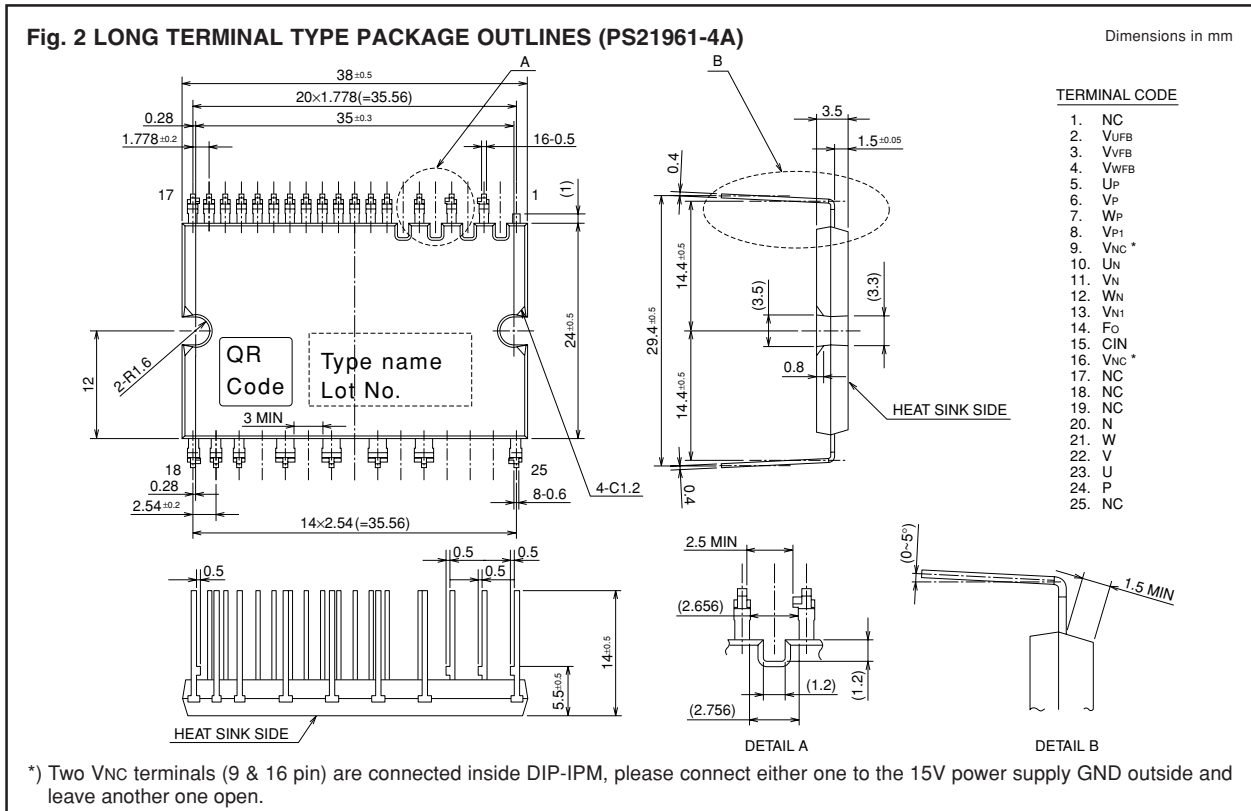 Fig. 2 LONG TERMINAL TYPE PACKAGE OUTLINES (PS21961-4A)
Dimensions in mm
A
B
38±0.5
20×1.778(=35.56)
0.28
35±0.3
1.778±0.2
16-0.5
17
1
(1)
24±0.5
12
2-R1.6
QR
Code
Type name
Lot No.
3 MIN
18
25
0.28
2.54±0.2
14×2.54(=35.56)
4-C1.2
8-0.6
3.5
1.5±0.05
0.4
29.4±0.5
14.4±0.5
14.4±0.5
(3.5)
(3.3)
0.8
HEAT SINK SIDE
0.4
TERMINAL CODE
1. NC
2. VUFB
3. VVFB
4. VWFB
5. UP
6. VP
7. WP
8. VP1
9. VNC *
10. UN
11. VN
12. WN
13. VN1
14. FO
15. CIN
16. VNC *
17. NC
18. NC
19. NC
20. N
21. W
22. V
23. U
24. P
25. NC
0.5
0.5
0.5
0.5
14±0.5
5.5±0.5
HEAT SINK SIDE
2.5 MIN
(2.656)
(1.2)
(1.2)
(2.756)
DETAIL A
(0~5°)
1.5 MIN
DETAIL B
*) Two VNC terminals (9 & 16 pin) are connected inside DIP-IPM, please connect either one to the 15V power supply GND outside and
leave another one open.